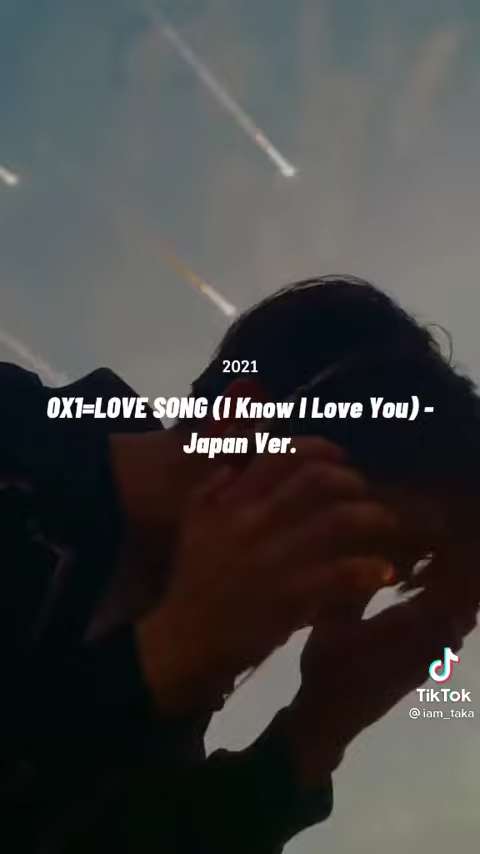 2021
0X1=LOVE SONG (I Know I Love You) -
Japan Ver.
TikTok
@iam_taka